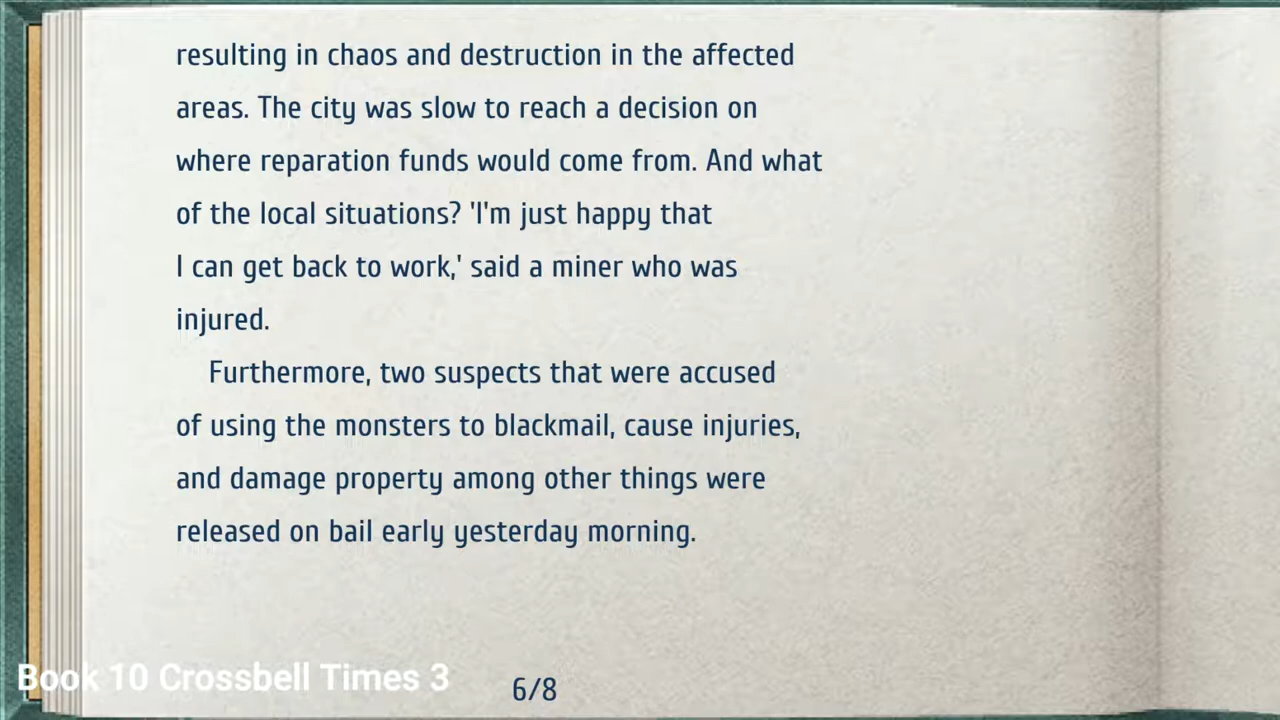 resulting in chaos and destruction in the affected
areas. The city was slow to reach a decision on
where reparation funds would come from. And what
of the local situations? 'I'm just happy that
I can get back to work,' said a miner who was
injured.
Furthermore, two suspects that were accused
of using the monsters to blackmail, cause injuries,
and damage property among other things were
released on bail early yesterday morning.
Book 10 Crossbell Times 3
6/8